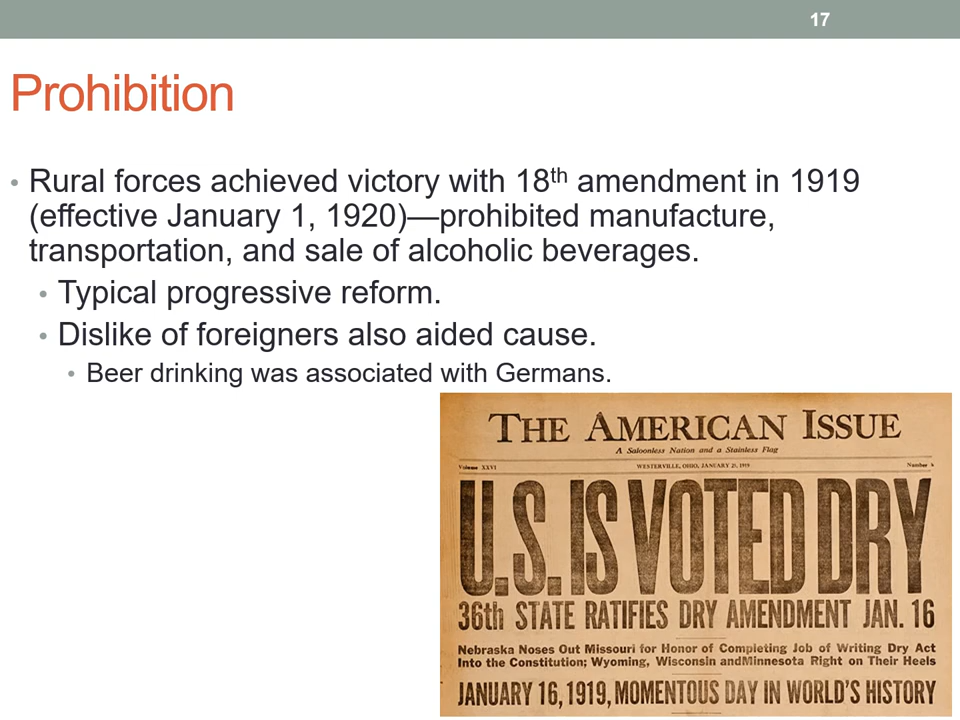 17
Prohibition
• Rural forces achieved victory with 18th amendment in 1919
(effective January 1, 1920)—prohibited manufacture,
transportation, and sale of alcoholic beverages.
• Typical progressive reform.
• Dislike of foreigners also aided cause.
• Beer drinking was associated with Germans.
THE AMERICAN ISSUE
A Saloonless Nation and a Stainless Flag
Volume XXVI WESTERVILLE, OHIO, JANUARY 25, 1919 Number 4
U.S. IS VOTED DRY
36th STATE RATIFIES DRY AMENDMENT JAN. 16
Nebraska Noses Out Missouri for Honor of Completing Job of Writing Dry Act
Into the Constitution; Wyoming, Wisconsin andMinnesota Right on Their Heels
JANUARY 16, 1919, MOMENTOUS DAY IN WORLD'S HISTORY